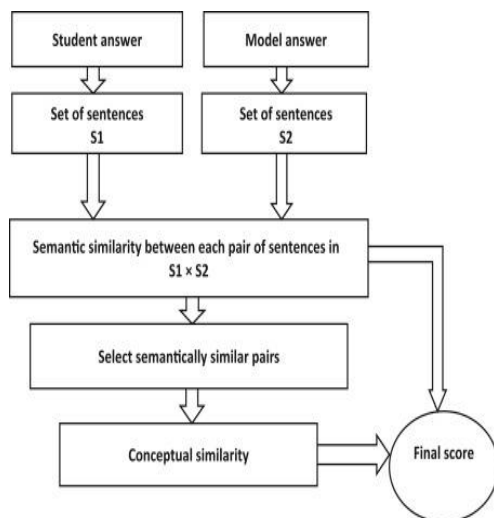 Student answer
Model answer
Set of sentences
S1
Set of sentences
S2
Semantic similarity between each pair of sentences in
S1 × S2
Select semantically similar pairs
Conceptual similarity
Final score